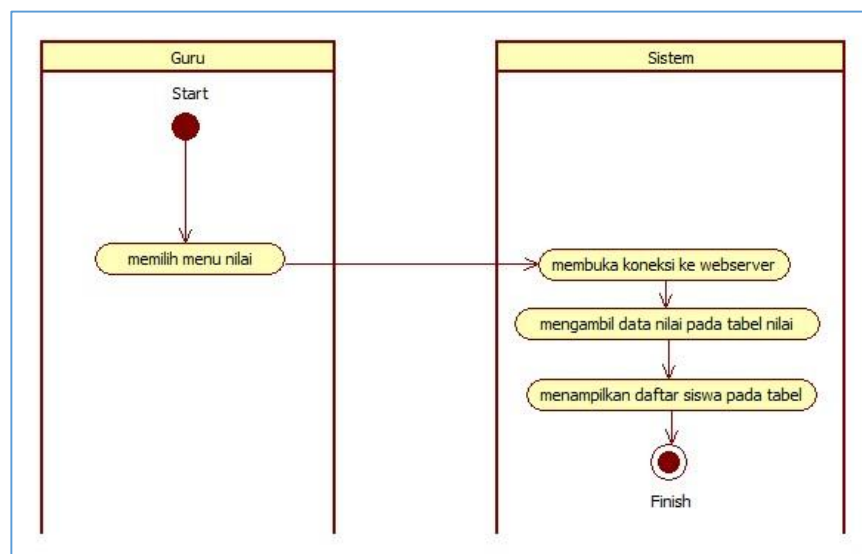 Guru
Sistem
Start
memilih menu nilai
membuka koneksi ke webserver
mengambil data nilai pada tabel nilai
menampilkan daftar siswa pada tabel
Finish